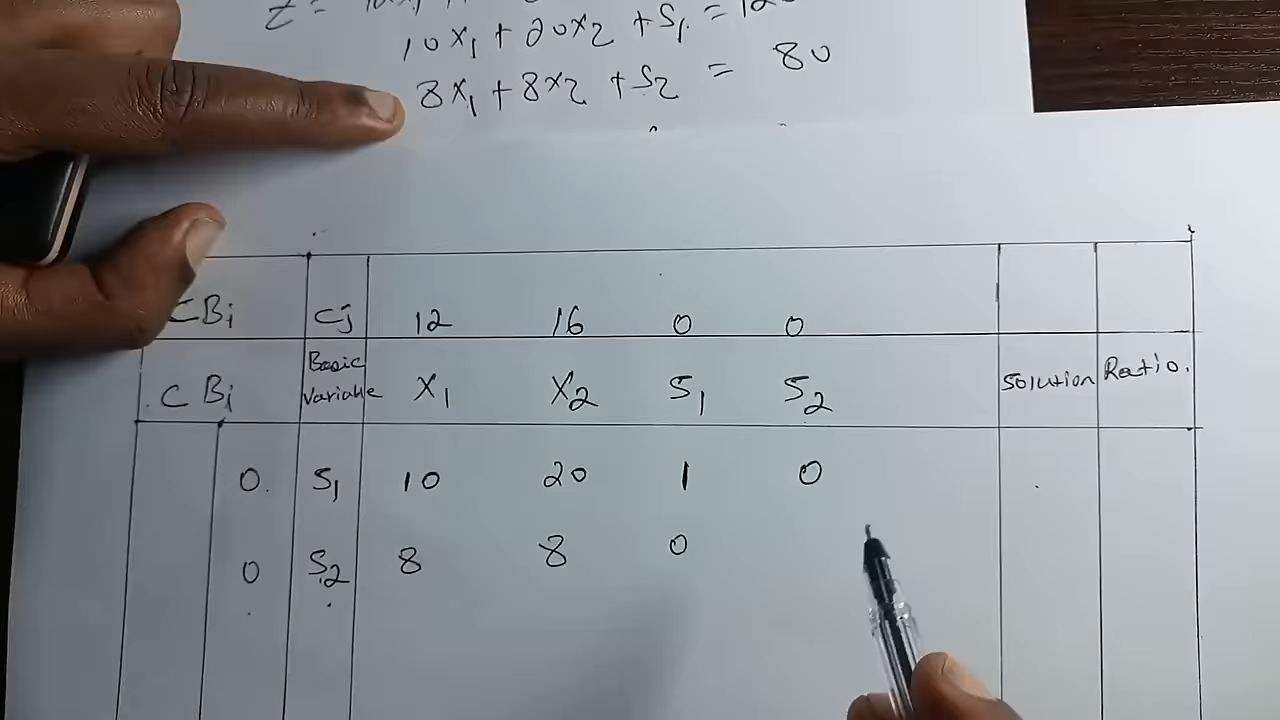 Z =
10x1 + 20x2 + S1 = 12
8x1 + 8x2 + S2 = 80
CBi Cj 12 16 0 0
CBi Basic Variable X1 X2 S1 S2 Solution Ratio.
0. S1 10 20 1 0
0 S2 8 8 0